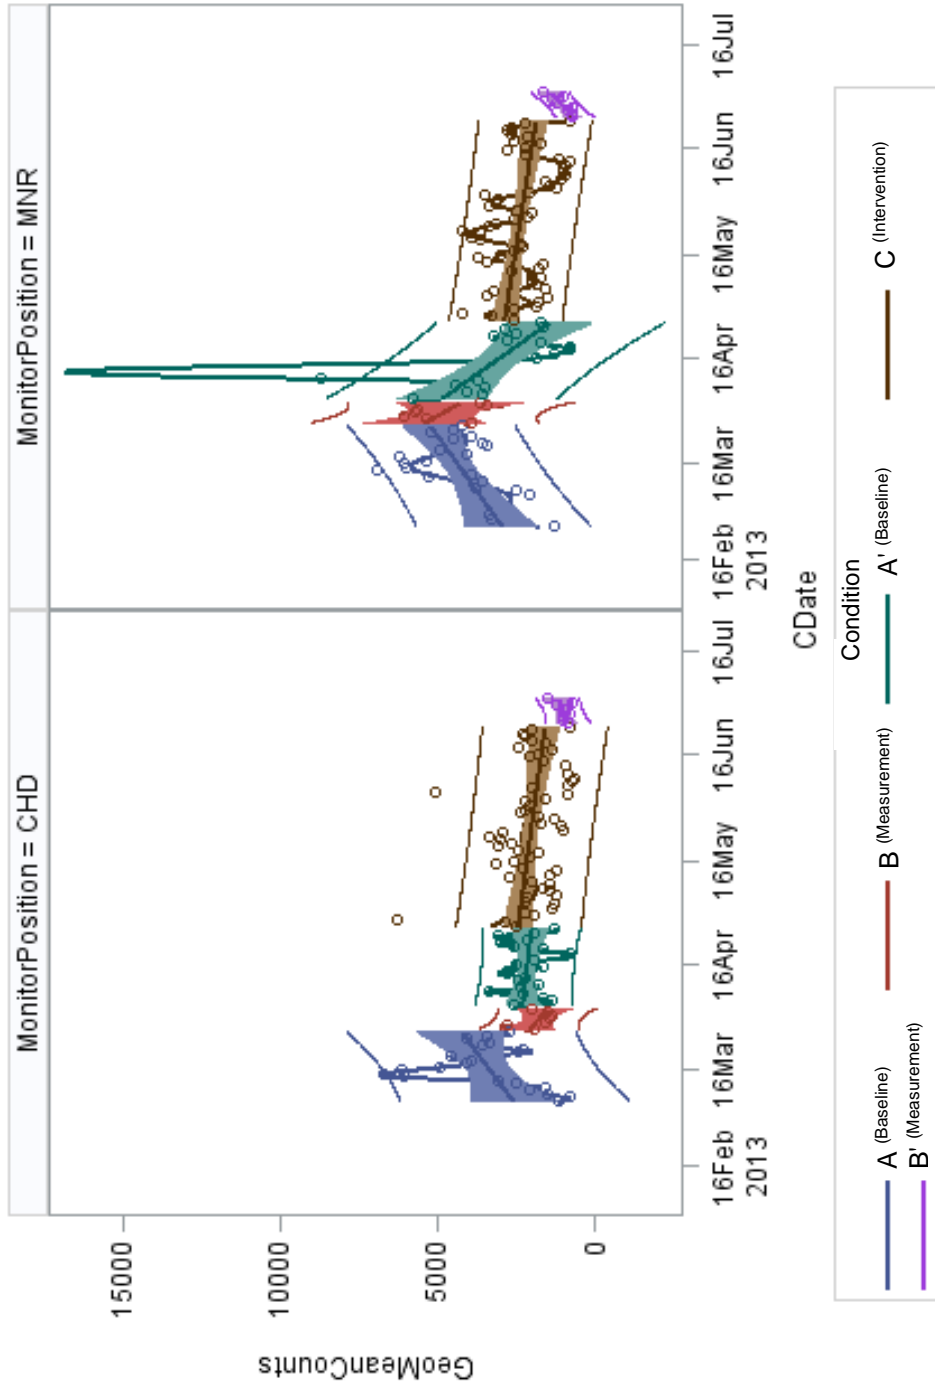 MonitorPosition = CHD
MonitorPosition = MNR
GeoMeanCounts
15000
10000
5000
0
16Feb 16Mar 16Apr 16May 16Jun 16Jul
2013
16Feb 16Mar 16Apr 16May 16Jun 16Jul
2013
CDate
Condition
A (Baseline) B (Measurement) A' (Baseline) C (Intervention)
B' (Measurement)